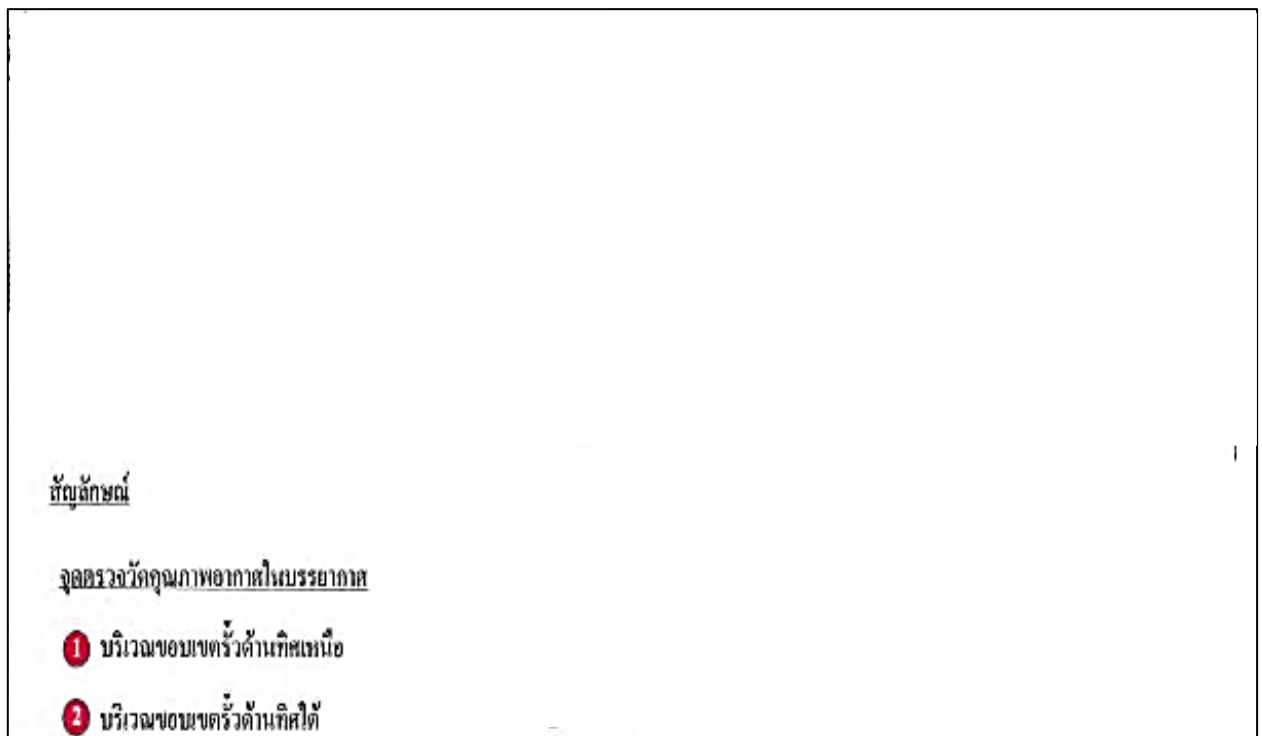 สัญลักษณ์
จุดตรวจวัดคุณภาพอากาศในบรรยากาศ
1 บริเวณขอบเขตรั้วด้านทิศเหนือ
2 บริเวณขอบเขตรั้วด้านทิศใต้